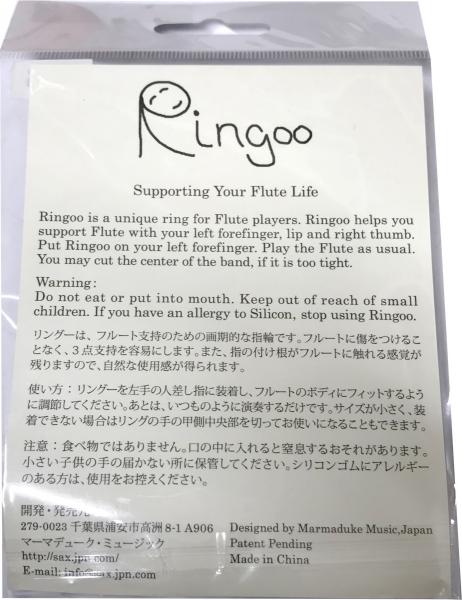 Ringoo
Supporting Your Flute Life
Ringoo is a unique ring for Flute players. Ringoo helps you
support Flute with your left forefinger, lip and right thumb.
Put Ringoo on your left forefinger. Play the Flute as usual.
You may cut the center of the band, if it is too tight.
Warning:
Do not eat or put into mouth. Keep out of reach of small
children. If you have an allergy to Silicon, stop using Ringoo.
リングーは、フルート支持のための画期的な指輪です。フルートに傷をつけるこ
となく、３点支持を容易にします。また、指の付け根がフルートに触れる感覚が
残りますので、自然な使用感が得られます。
使い方：リングーを左手の人差し指に装着し、フルートのボディにフィットするよう
に調節してください。あとは、いつものように演奏するだけです。サイズが小さく、装
着できない場合はリングの手の甲側中央部を切ってお使いになることもできます。
注意：食べ物ではありません。口の中に入れると窒息するおそれがあります。
小さい子供の手の届かない所に保管してください。シリコンゴムにアレルギー
のある方は、使用をお控えください。
開発・発売元
279-0023 千葉県浦安市高洲 8-1 A906
マーマデューク・ミュージック
http://sax.jpn.com/
E-mail: info@sax.jpn.com
Designed by Marmaduke Music,Japan
Patent Pending
Made in China